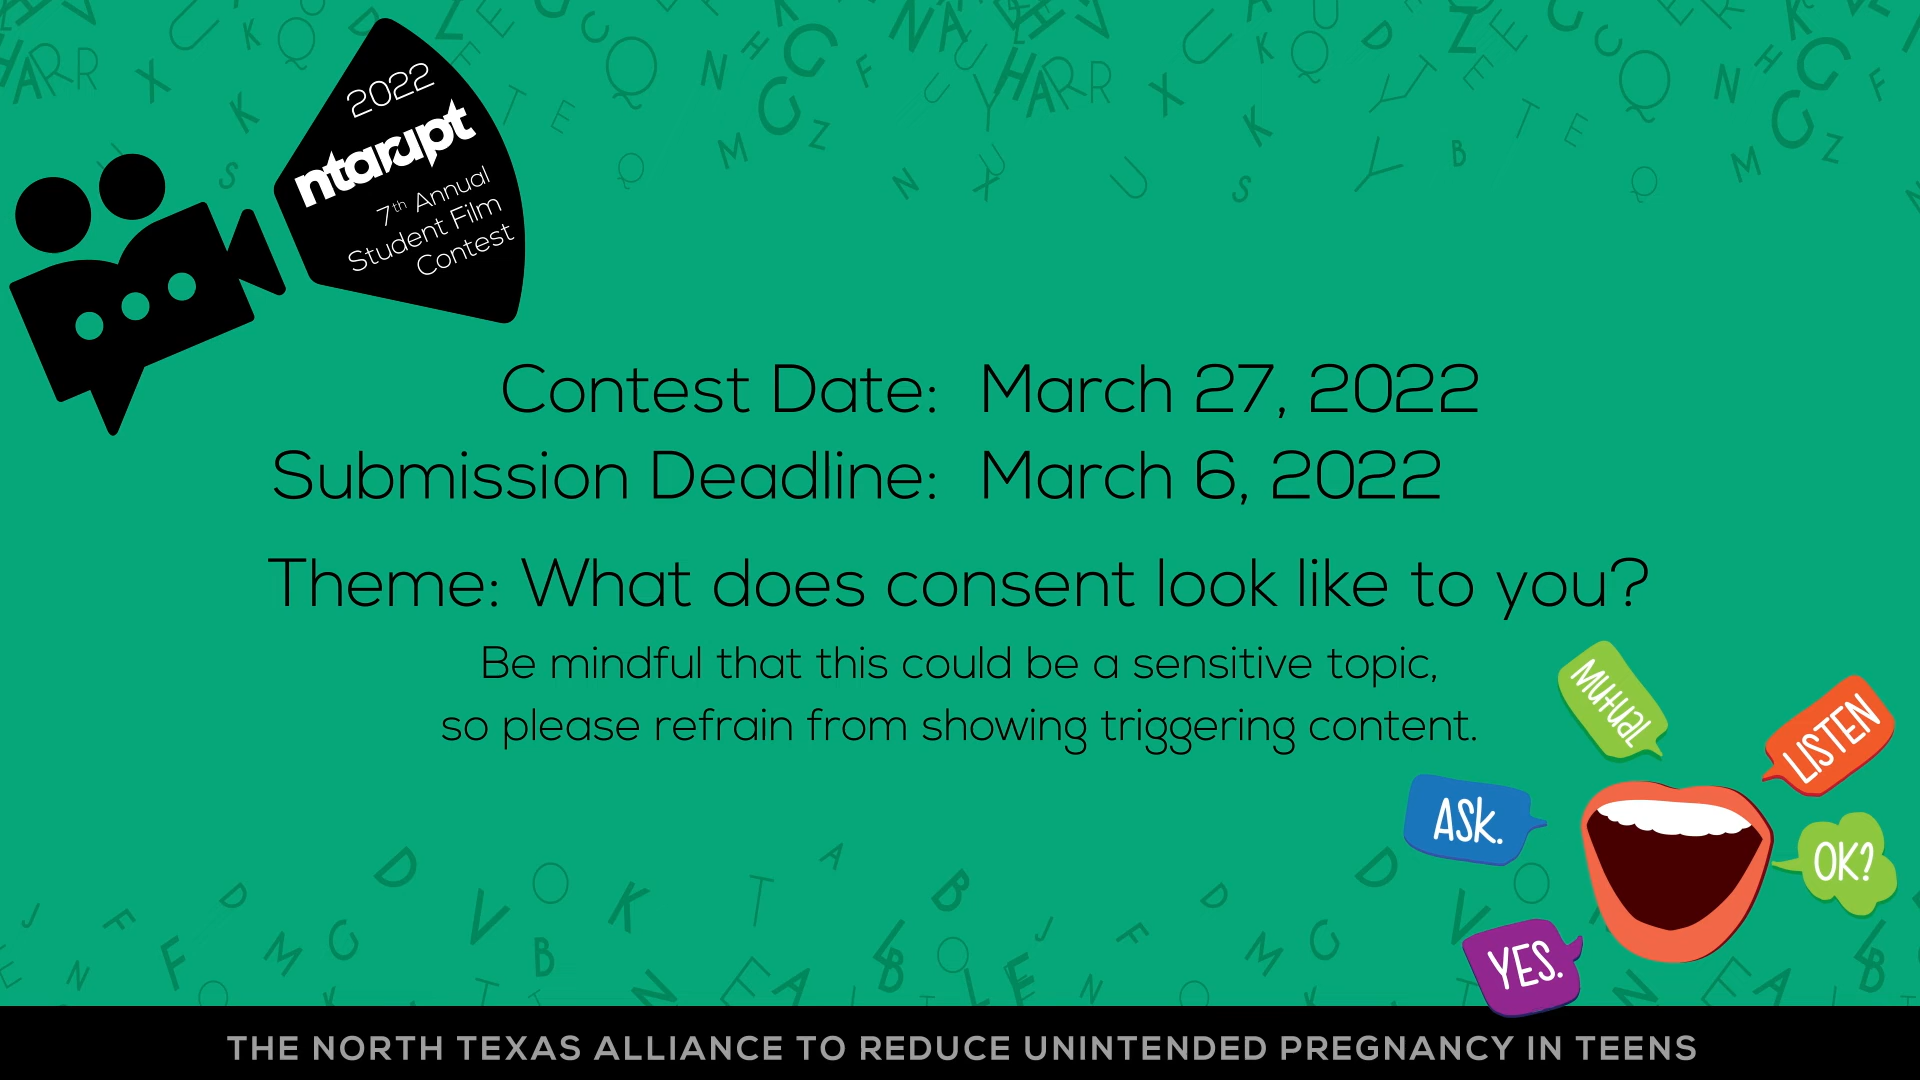 2022
ntarupt
7th Annual
Student Film
Contest
Contest Date: March 27, 2022
Submission Deadline: March 6, 2022
Theme: What does consent look like to you?
Be mindful that this could be a sensitive topic,
so please refrain from showing triggering content.
MUTUAL
LISTEN
ASK.
OK?
YES.
THE NORTH TEXAS ALLIANCE TO REDUCE UNINTENDED PREGNANCY IN TEENS